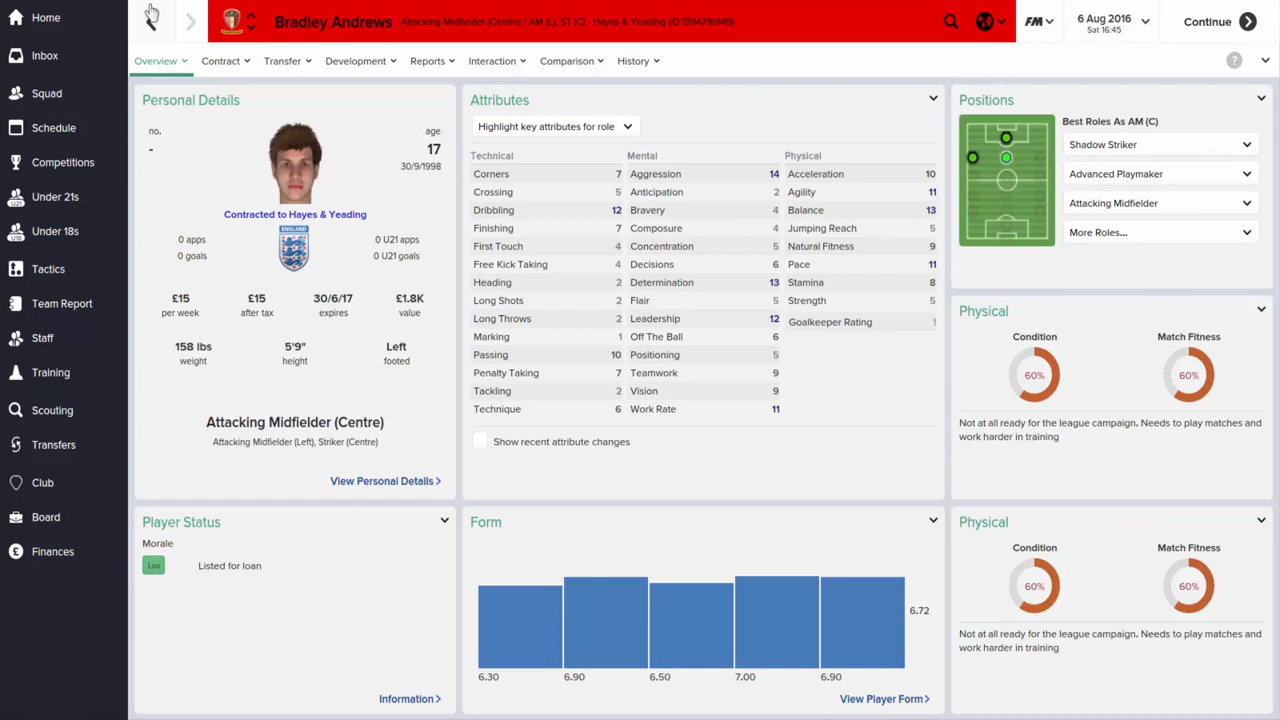 Home
Inbox
Squad
Schedule
Competitions
Under 21s
Under 18s
Tactics
Team Report
Staff
Training
Scouting
Transfers
Club
Board
Finances
Bradley Andrews Attacking Midfielder (Centre) / AM (L), ST (C) - Hayes & Yeading (ID:1394716949)
FM
6 Aug 2016
Sat 16:45
Continue
Overview Contract Transfer Development Reports Interaction Comparison History
?
Personal Details
no.
-
age
17
30/9/1998
Contracted to Hayes & Yeading
ENGLAND
0 apps
0 goals
0 U21 apps
0 U21 goals
£15 £15 30/6/17 £1.8K
per week after tax expires value
158 lbs 5'9" Left
weight height footed
Attacking Midfielder (Centre)
Attacking Midfielder (Left), Striker (Centre)
View Personal Details
Attributes
Highlight key attributes for role
Technical Mental Physical
Corners 7 Aggression 14 Acceleration 10
Crossing 5 Anticipation 2 Agility 11
Dribbling 12 Bravery 4 Balance 13
Finishing 7 Composure 4 Jumping Reach 5
First Touch 4 Concentration 5 Natural Fitness 9
Free Kick Taking 4 Decisions 6 Pace 11
Heading 2 Determination 13 Stamina 8
Long Shots 2 Flair 5 Strength 5
Long Throws 2 Leadership 12 Goalkeeper Rating 1
Marking 1 Off The Ball 6
Passing 10 Positioning 5
Penalty Taking 7 Teamwork 9
Tackling 2 Vision 9
Technique 6 Work Rate 11
Show recent attribute changes
Positions
Best Roles As AM (C)
Shadow Striker
Advanced Playmaker
Attacking Midfielder
More Roles...
Physical
Condition Match Fitness
60% 60%
Not at all ready for the league campaign. Needs to play matches and
work harder in training
Player Status
Morale
Loa Listed for loan
Information
Form
6.72
6.30 6.90 6.50 7.00 6.90
View Player Form
Physical
Condition Match Fitness
60% 60%
Not at all ready for the league campaign. Needs to play matches and
work harder in training